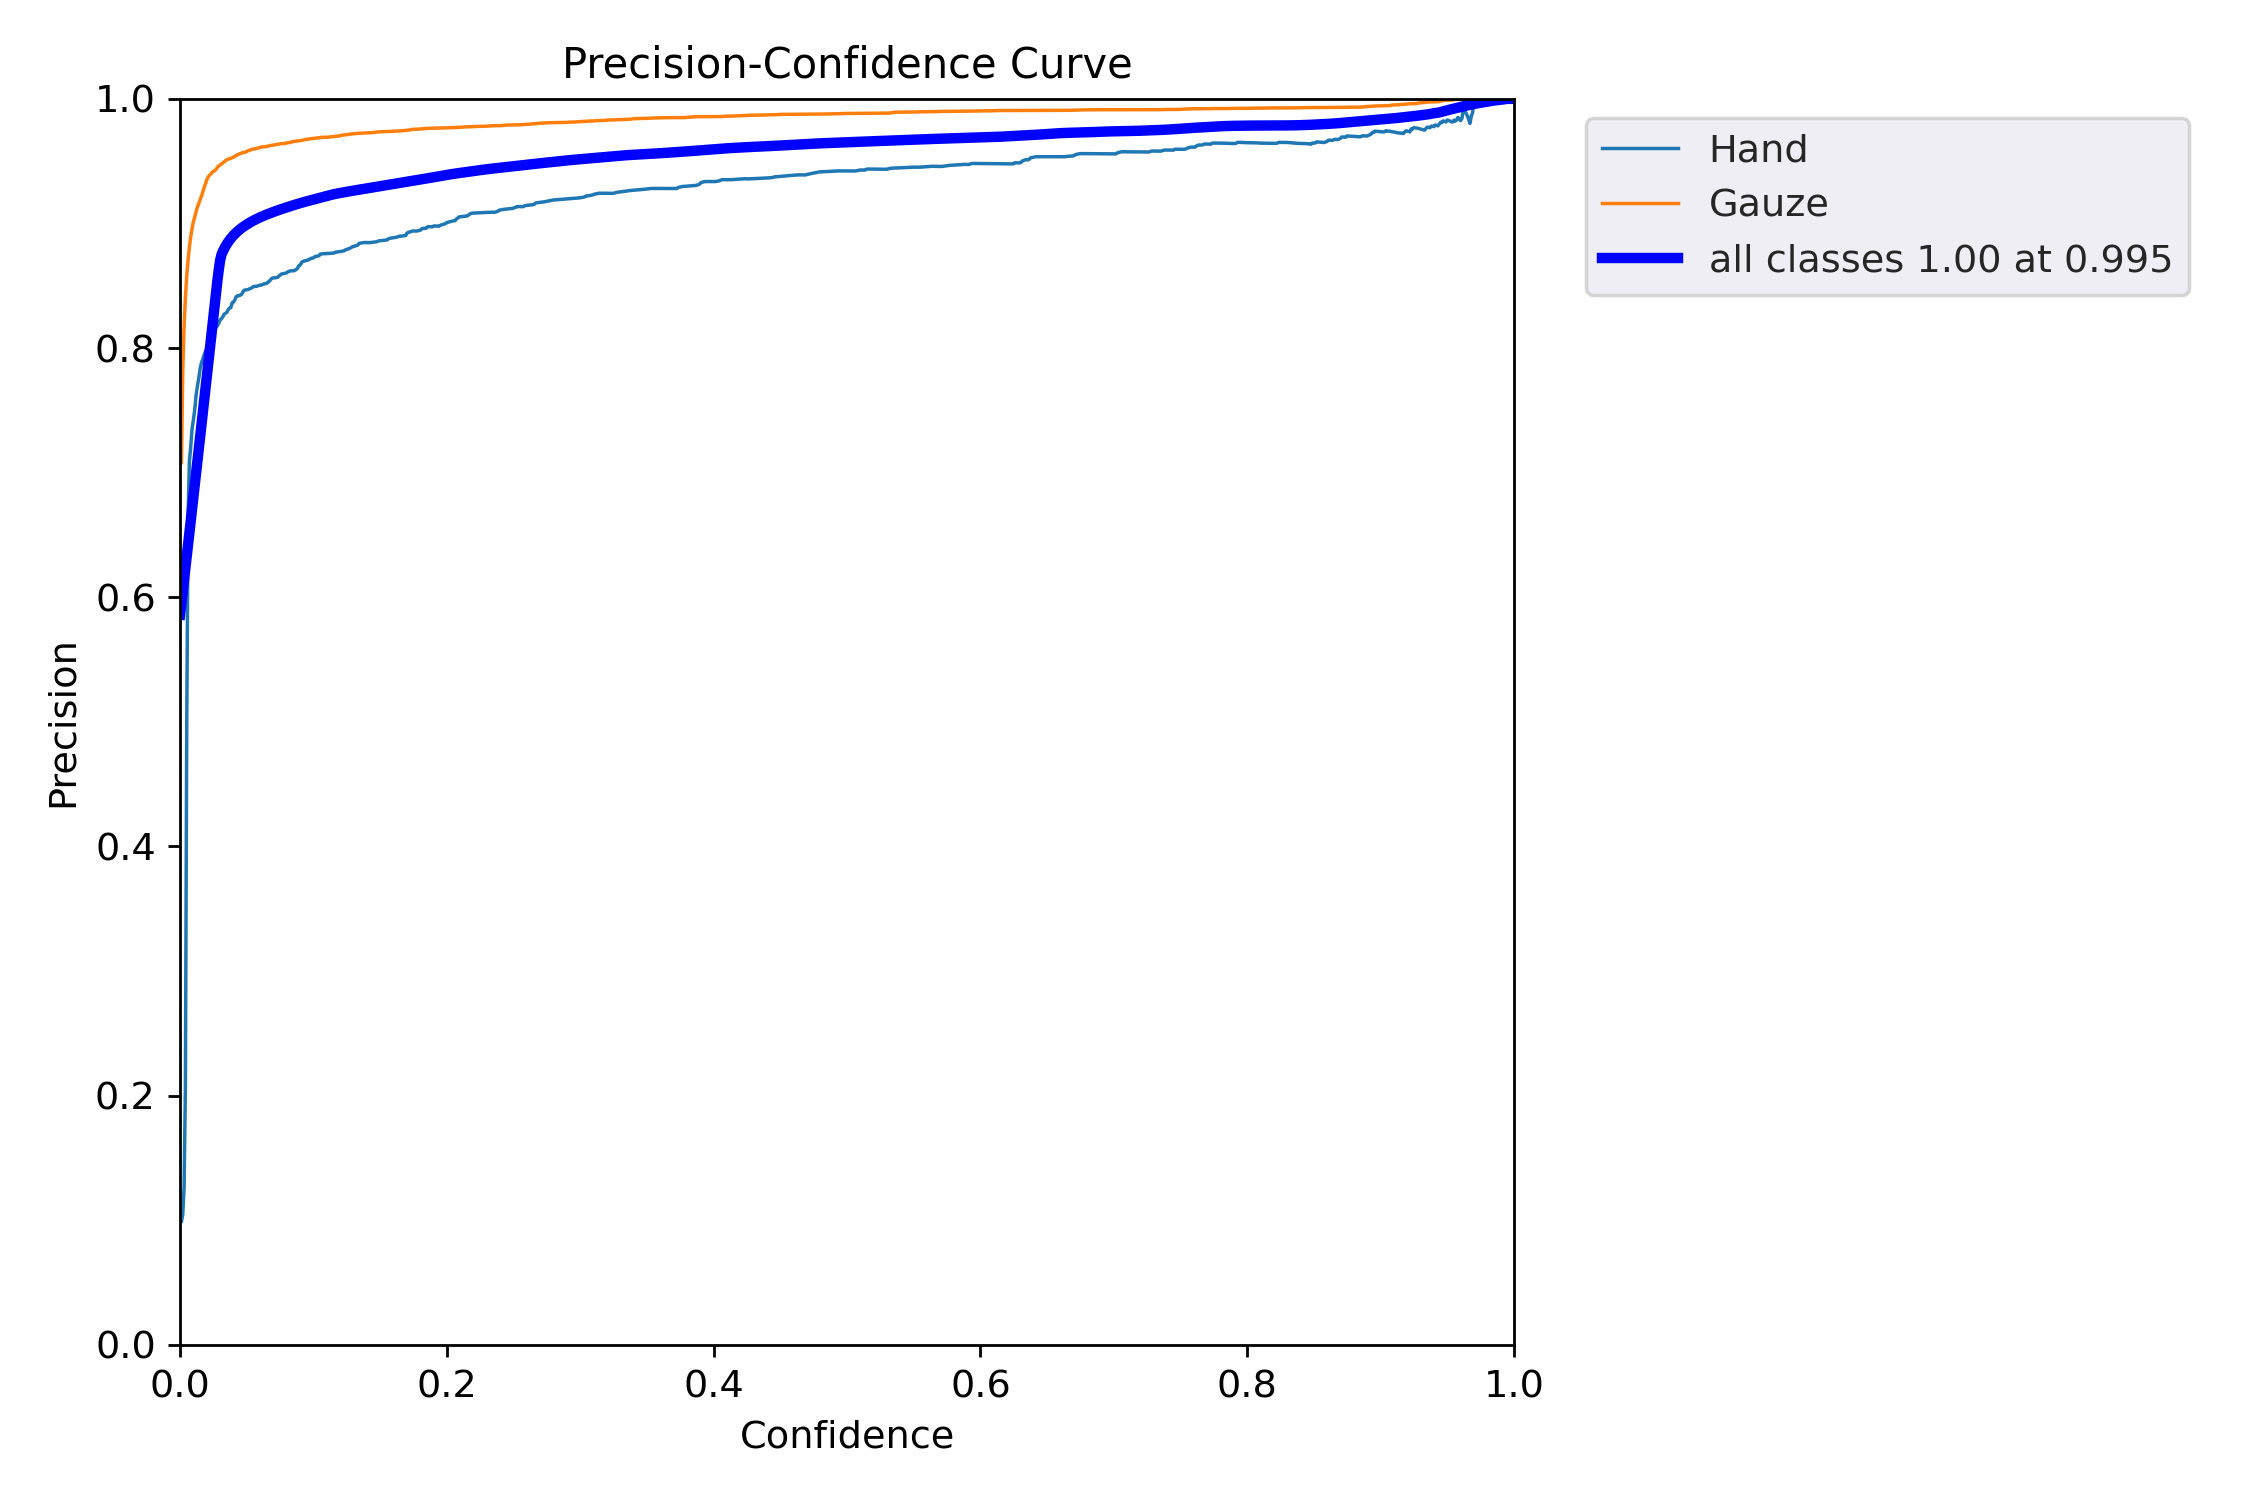 Precision-Confidence Curve
1.0
0.8
0.6
0.4
0.2
0.0
Precision
0.0 0.2 0.4 0.6 0.8 1.0
Confidence
Hand
Gauze
all classes 1.00 at 0.995